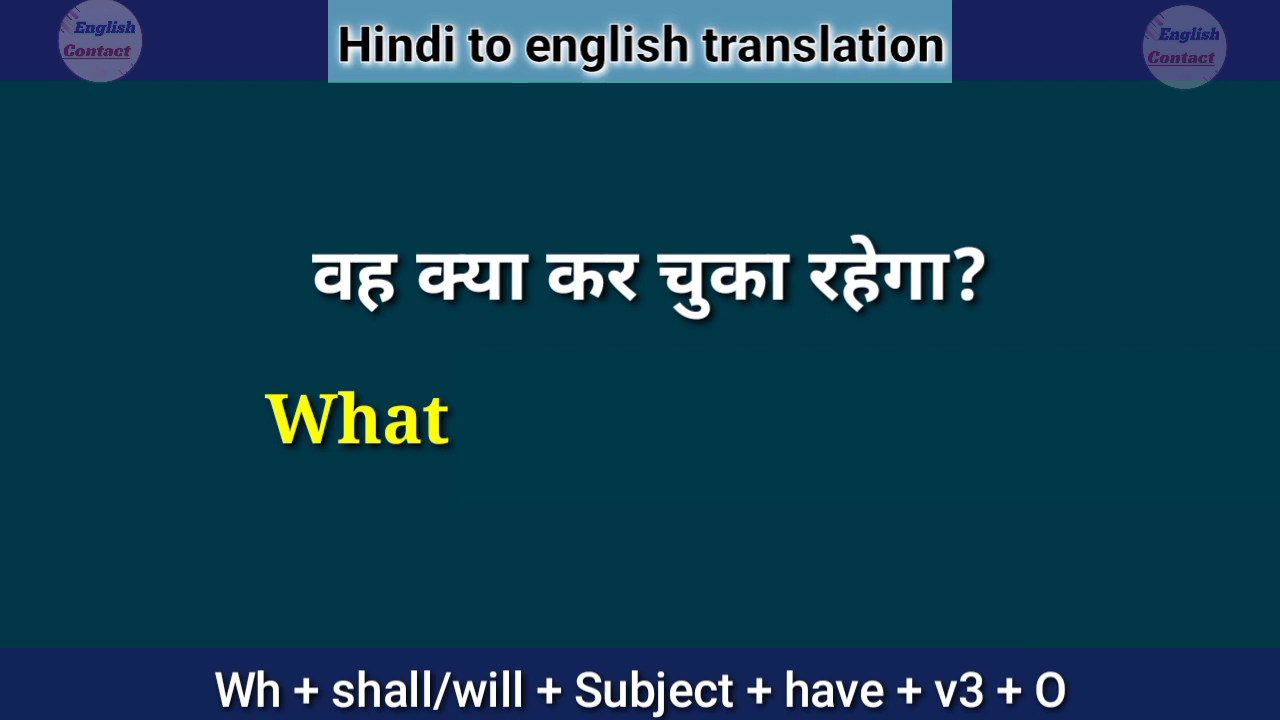 English
Contact
Hindi to english translation
English
Contact
वह क्या कर चुका रहेगा?
What
Wh + shall/will + Subject + have + v3 + O